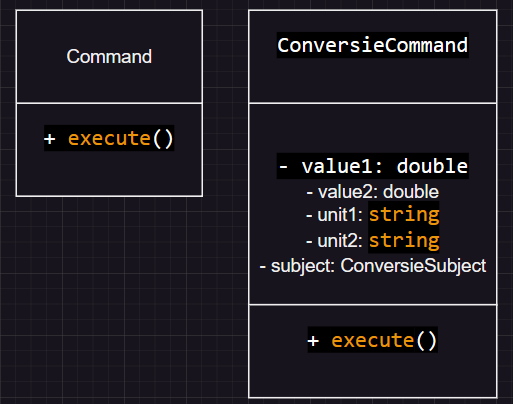 Command
+ execute()
ConversieCommand
- value1: double
- value2: double
- unit1: string
- unit2: string
- subject: ConversieSubject
+ execute()